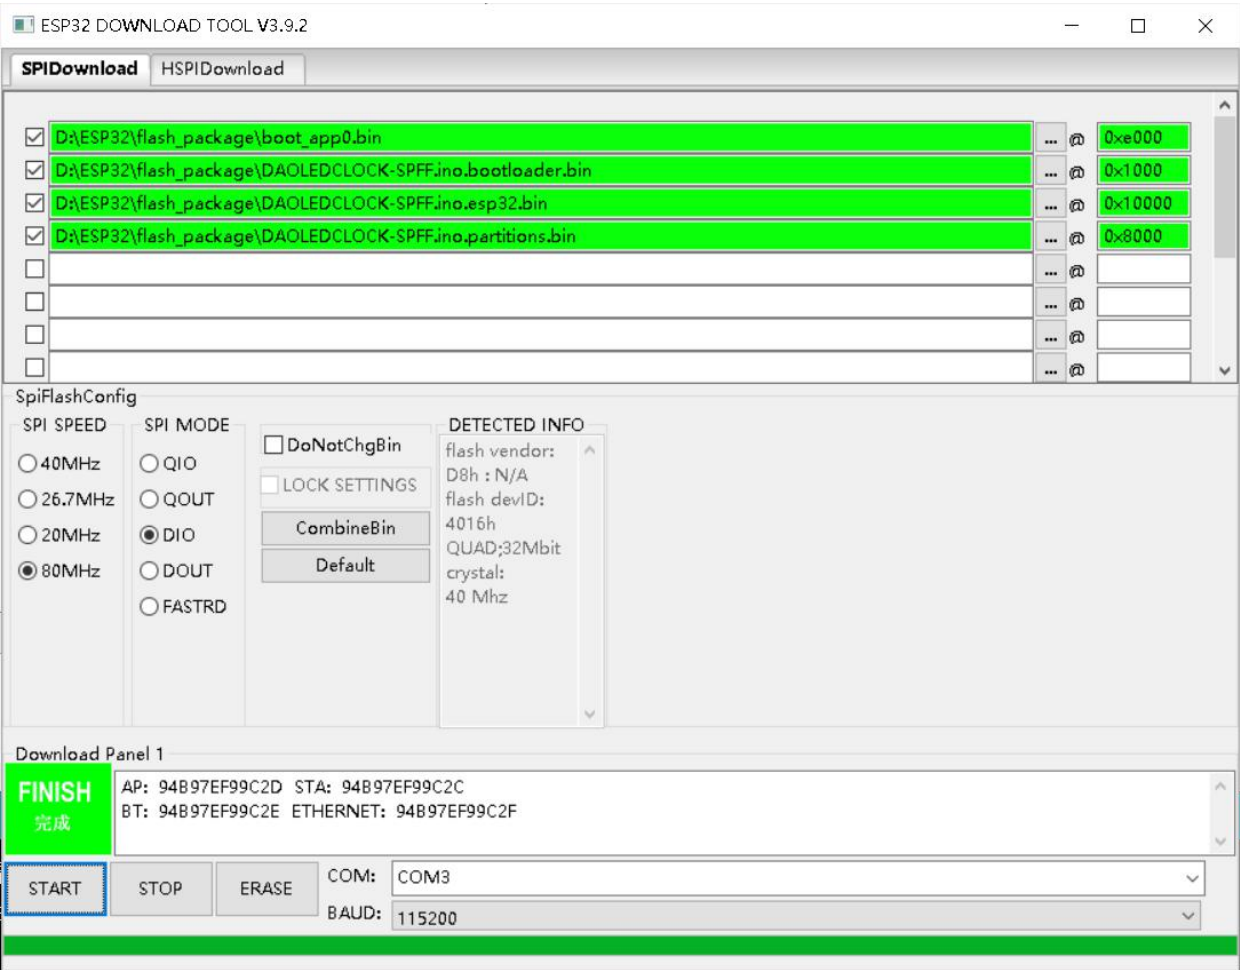 ESP32 DOWNLOAD TOOL V3.9.2
SPIDownload HSPIDownload
D:\ESP32\flash_package\boot_app0.bin ... @ 0xe000
D:\ESP32\flash_package\DAOLEDCLOCK-SPFF.ino.bootloader.bin ... @ 0x1000
D:\ESP32\flash_package\DAOLEDCLOCK-SPFF.ino.esp32.bin ... @ 0x10000
D:\ESP32\flash_package\DAOLEDCLOCK-SPFF.ino.partitions.bin ... @ 0x8000
... @
... @
... @
... @
SpiFlashConfig
SPI SPEED
40MHz
26.7MHz
20MHz
80MHz
SPI MODE
QIO
QOUT
DIO
DOUT
FASTRD
DoNotChgBin
LOCK SETTINGS
CombineBin
Default
DETECTED INFO
flash vendor:
D8h : N/A
flash devID:
4016h
QUAD;32Mbit
crystal:
40 Mhz
Download Panel 1
FINISH
完成
AP: 94B97EF99C2D STA: 94B97EF99C2C
BT: 94B97EF99C2E ETHERNET: 94B97EF99C2F
START STOP ERASE
COM: COM3
BAUD: 115200